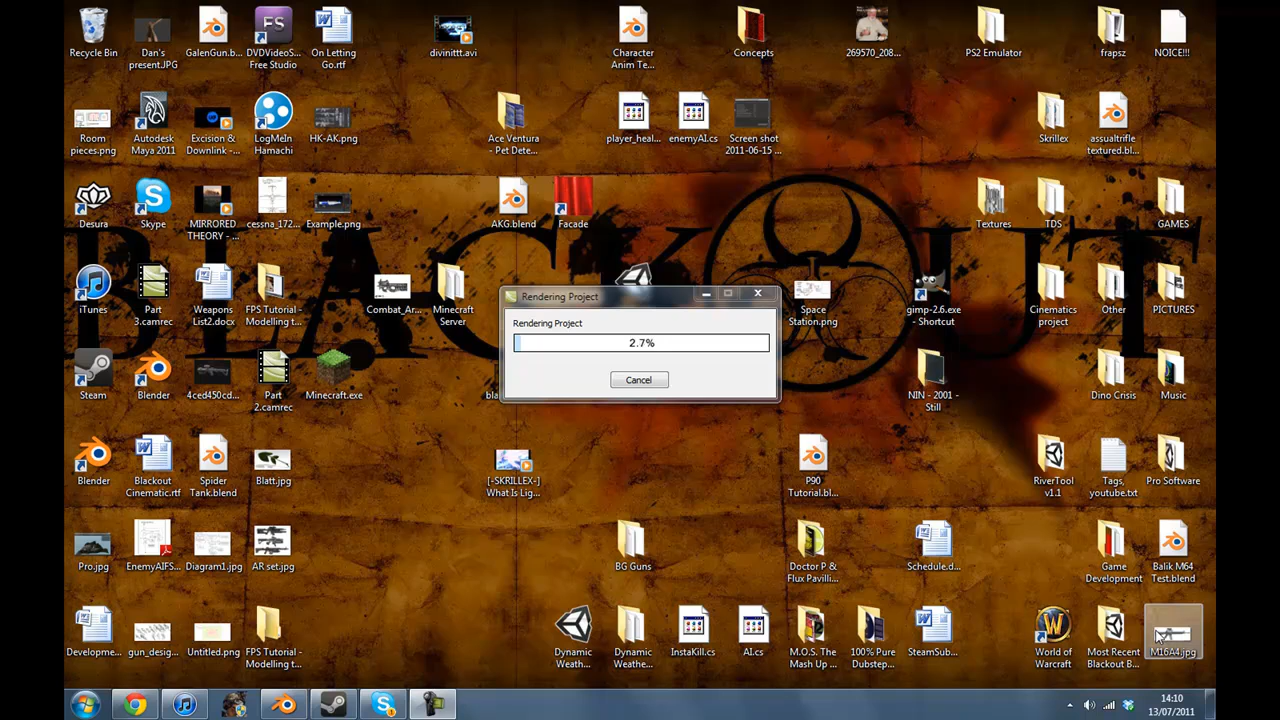 Recycle Bin
Dan's
present.JPG
GalenGun.b...
DVDVideoS...
Free Studio
On Letting
Go.rtf
divinittt.avi
Character
Anim Te...
Concepts
269570_208...
PS2 Emulator
frapsz
NOICE!!!
Room
pieces.png
Autodesk
Maya 2011
Excision &
Downlink -...
LogMeIn
Hamachi
HK-AK.png
Ace Ventura
- Pet Dete...
player_heal...
enemyAI.cs
Screen shot
2011-06-15 ...
Skrillex
assualtrifle
textured.bl...
Desura
Skype
MIRRORED
THEORY - ...
cessna_172...
Example.png
AKG.blend
Facade
Textures
TDS
GAMES
BLACKOUT
iTunes
Part
3.camrec
Weapons
List2.docx
FPS Tutorial -
Modelling t...
Combat_Ar...
Minecraft
Server
Space
Station.png
gimp-2.6.exe
- Shortcut
Cinematics
project
Other
PICTURES
Rendering Project
Rendering Project
2.7%
Cancel
Steam
Blender
4ced450cd...
Part
2.camrec
Minecraft.exe
NIN - 2001 -
Still
Dino Crisis
Music
Blender
Blackout
Cinematic.rtf
Spider
Tank.blend
Blatt.jpg
[-SKRILLEX-]
What Is Lig...
P90
Tutorial.bl...
RiverTool
v1.1
Tags,
youtube.txt
Pro Software
Pro.jpg
EnemyAIFS...
Diagram1.jpg
AR set.jpg
BG Guns
Doctor P &
Flux Pavilli...
Schedule.d...
Game
Development
Balik M64
Test.blend
Developme...
gun_desig...
Untitled.png
FPS Tutorial -
Modelling t...
Dynamic
Weath...
Dynamic
Weathe...
InstaKill.cs
AI.cs
M.O.S. The
Mash Up ...
100% Pure
Dubstep...
SteamSub...
World of
Warcraft
Most Recent
Blackout B...
M16A4.jpg
14:10
13/07/2011